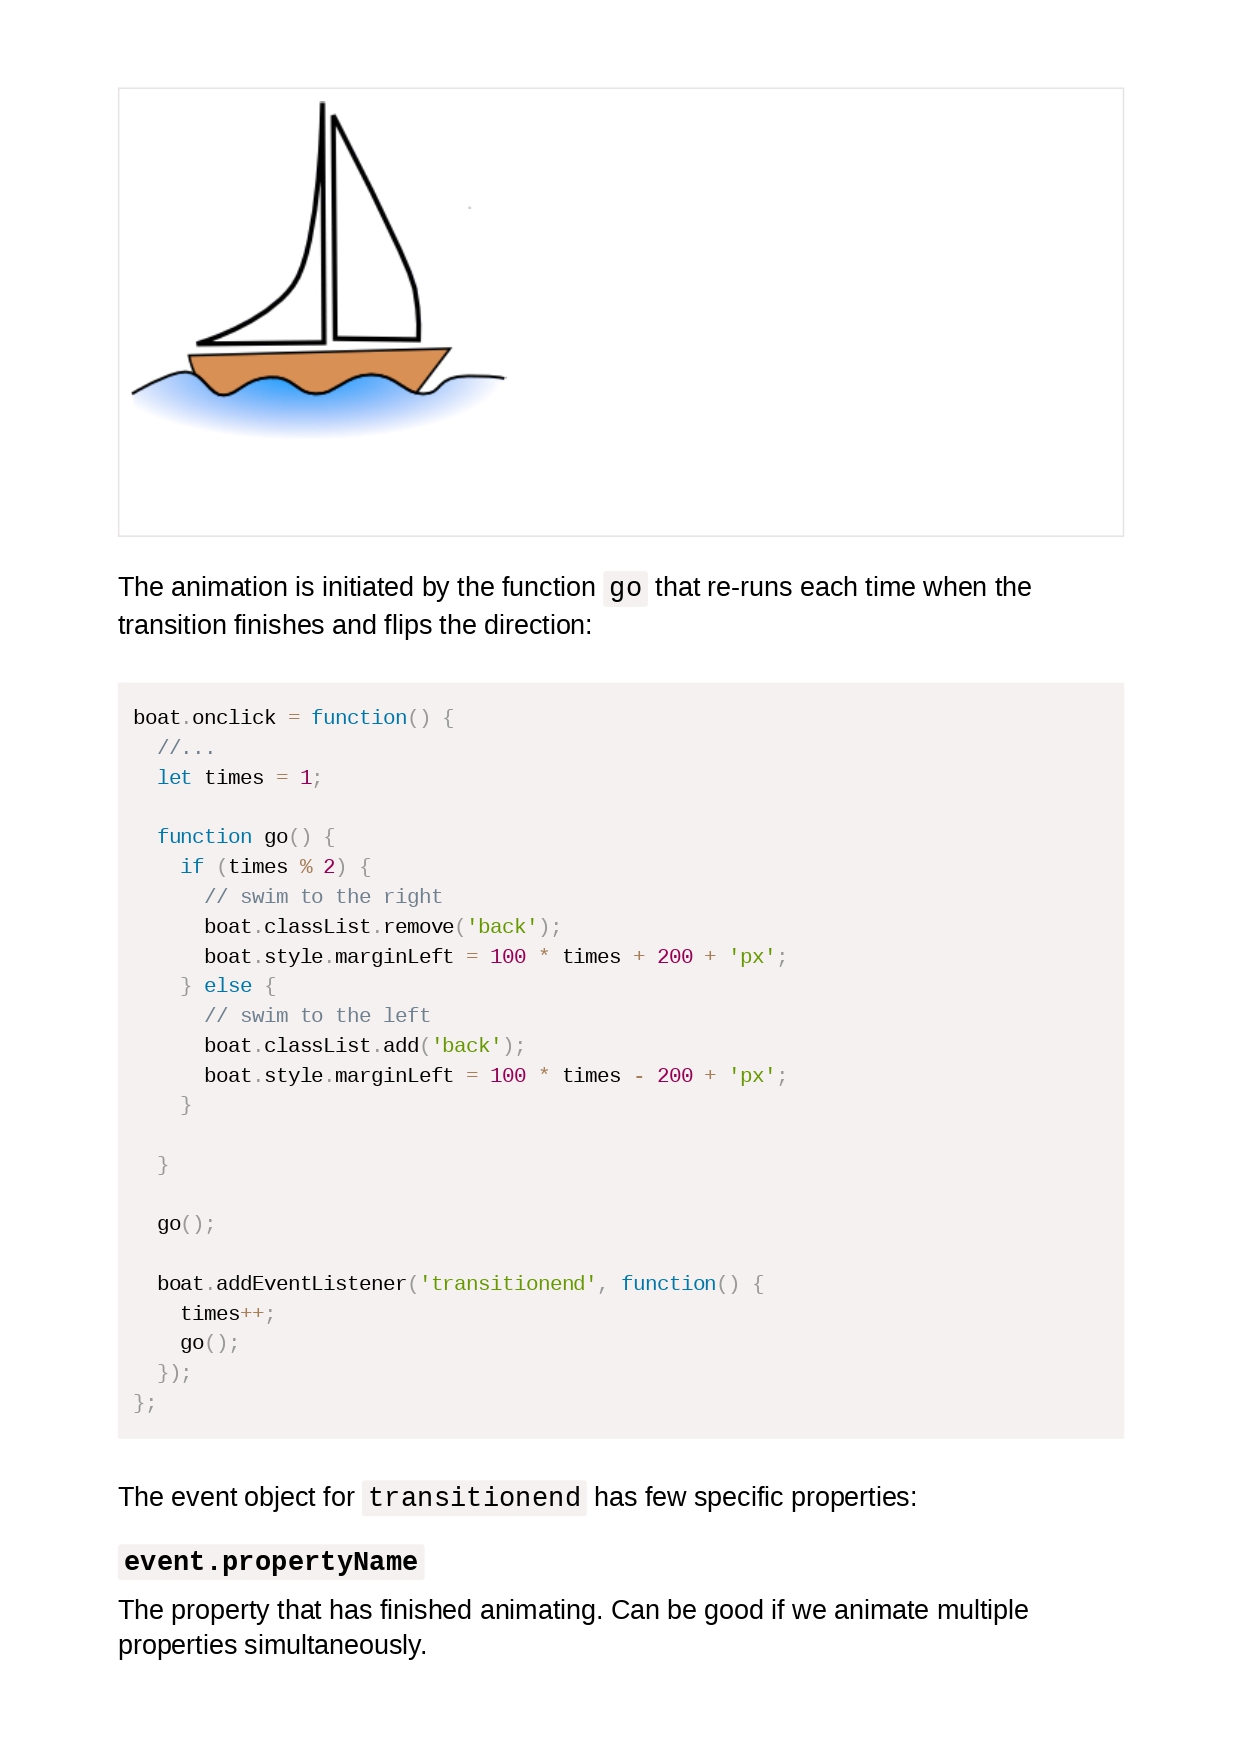 The animation is initiated by the function go that re-runs each time when the
transition finishes and flips the direction:
boat.onclick = function() {
  //...
  let times = 1;

  function go() {
    if (times % 2) {
      // swim to the right
      boat.classList.remove('back');
      boat.style.marginLeft = 100 * times + 200 + 'px';
    } else {
      // swim to the left
      boat.classList.add('back');
      boat.style.marginLeft = 100 * times - 200 + 'px';
    }

  }

  go();

  boat.addEventListener('transitionend', function() {
    times++;
    go();
  });
};
The event object for transitionend has few specific properties:
event.propertyName
The property that has finished animating. Can be good if we animate multiple
properties simultaneously.